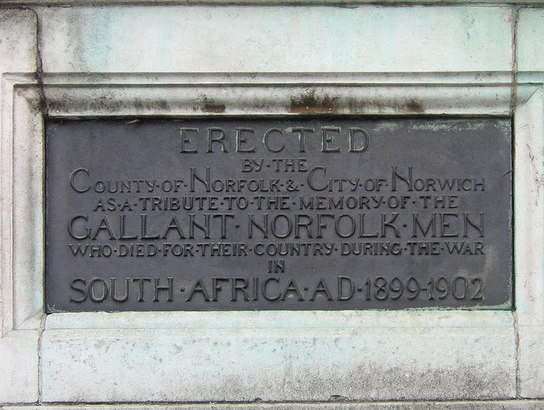 ERECTED
BY·THE
COUNTY·OF·NORFOLK·&·CITY·OF·NORWICH
AS·A·TRIBUTE·TO·THE·MEMORY·OF·THE
GALLANT·NORFOLK·MEN
WHO·DIED·FOR·THEIR·COUNTRY·DURING·THE·WAR
IN
SOUTH·AFRICA·AD·1899-1902